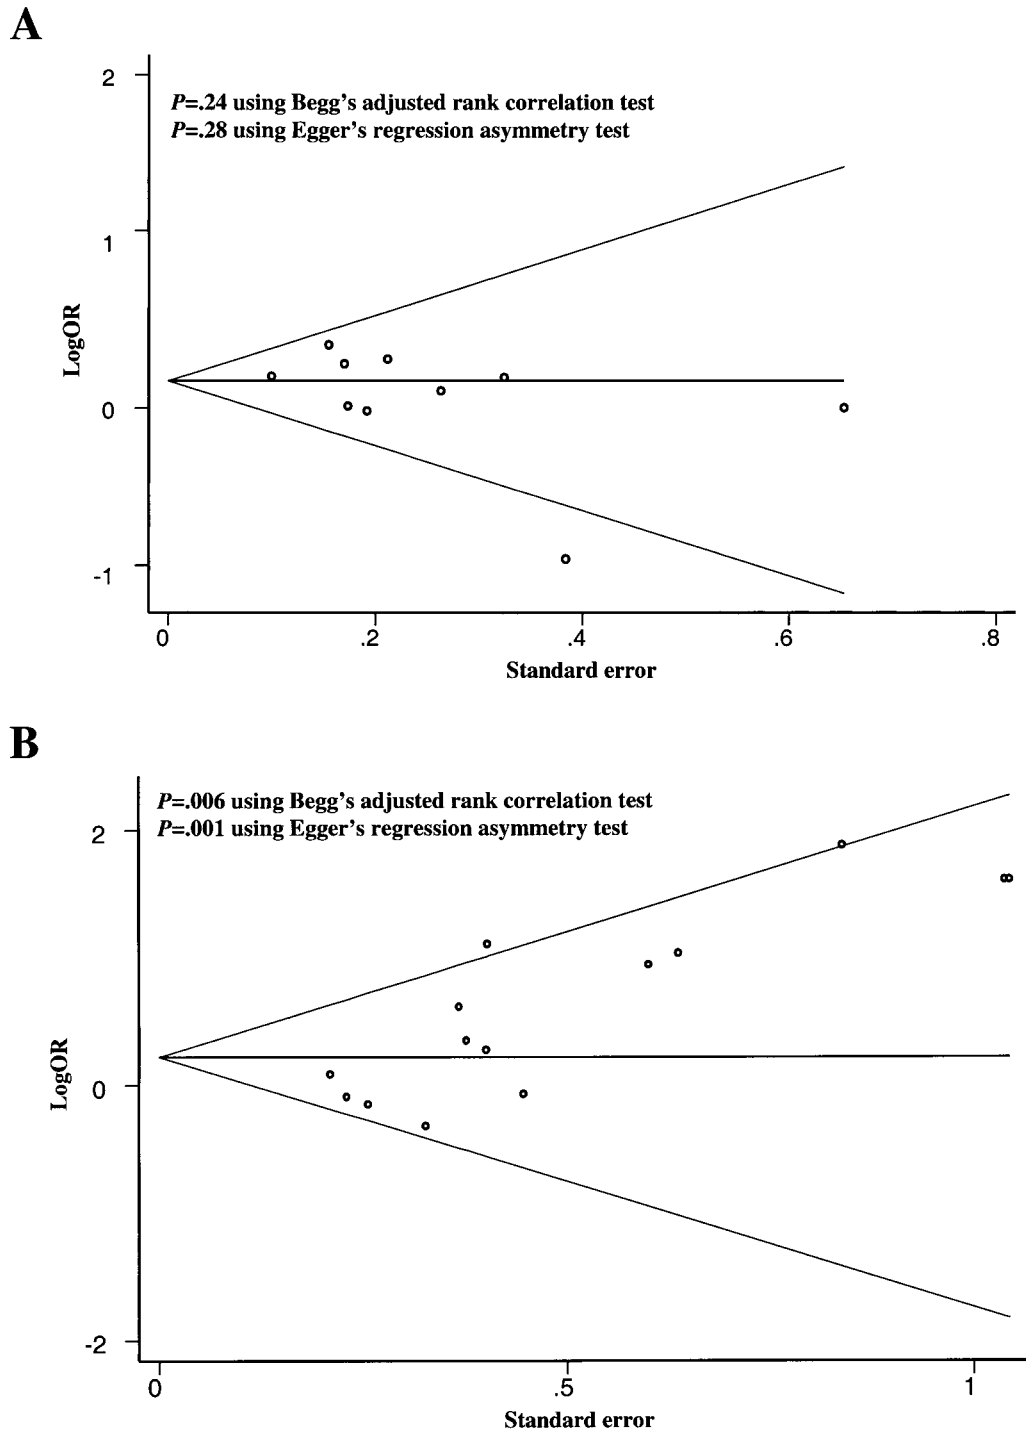 A
2
P=.24 using Begg's adjusted rank correlation test
P=.28 using Egger's regression asymmetry test
1
LogOR
0
-1
0 .2 .4 .6 .8
Standard error
B
P=.006 using Begg's adjusted rank correlation test
2
P=.001 using Egger's regression asymmetry test
LogOR
0
-2
0 .5 1
Standard error